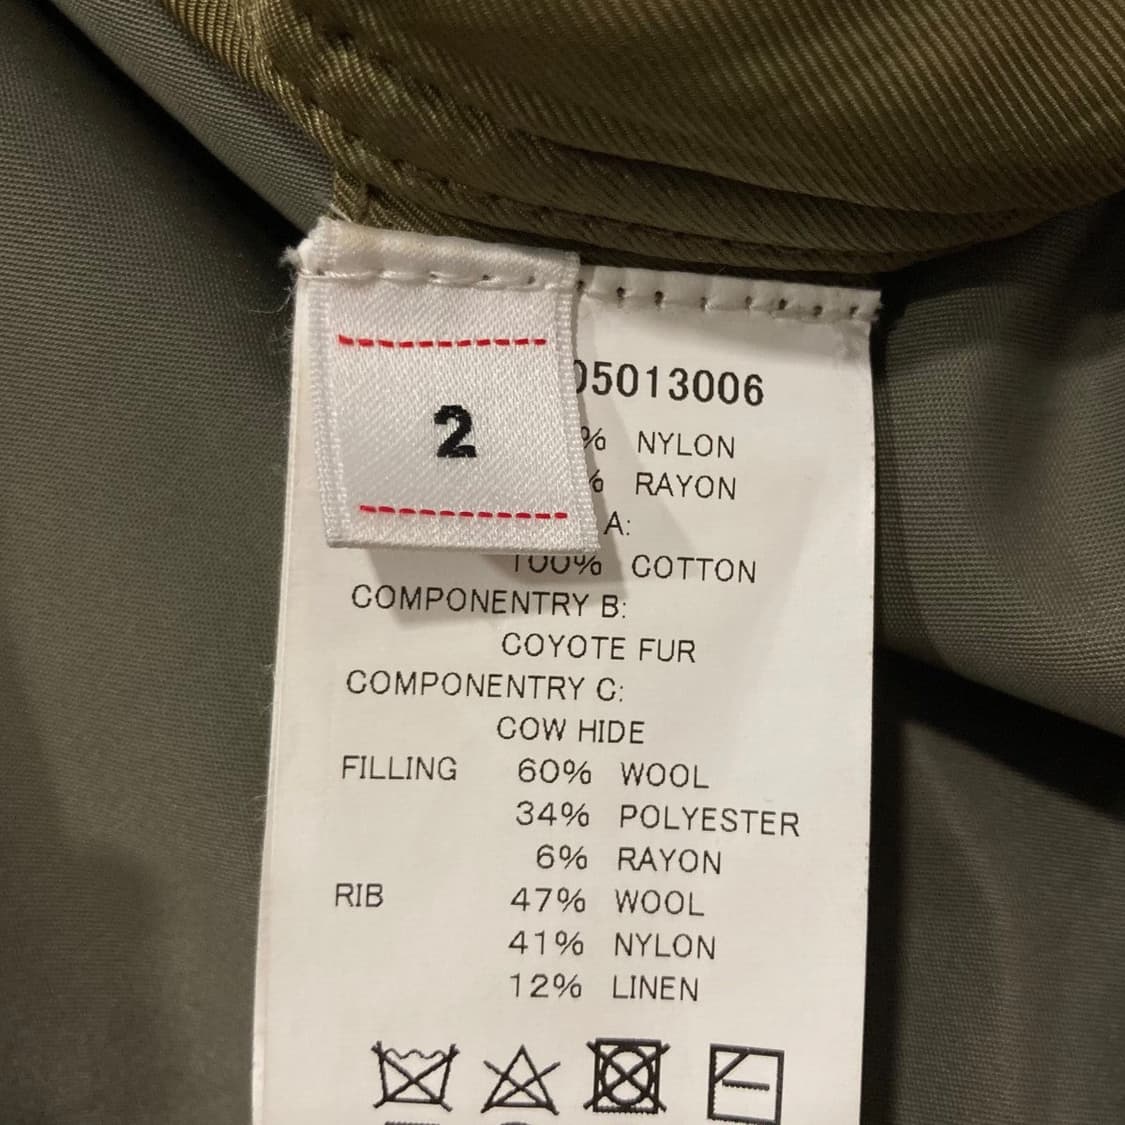 2
5013006
% NYLON
% RAYON
A:
100% COTTON
COMPONENTRY B:
COYOTE FUR
COMPONENTRY C:
COW HIDE
FILLING 60% WOOL
34% POLYESTER
6% RAYON
RIB 47% WOOL
41% NYLON
12% LINEN